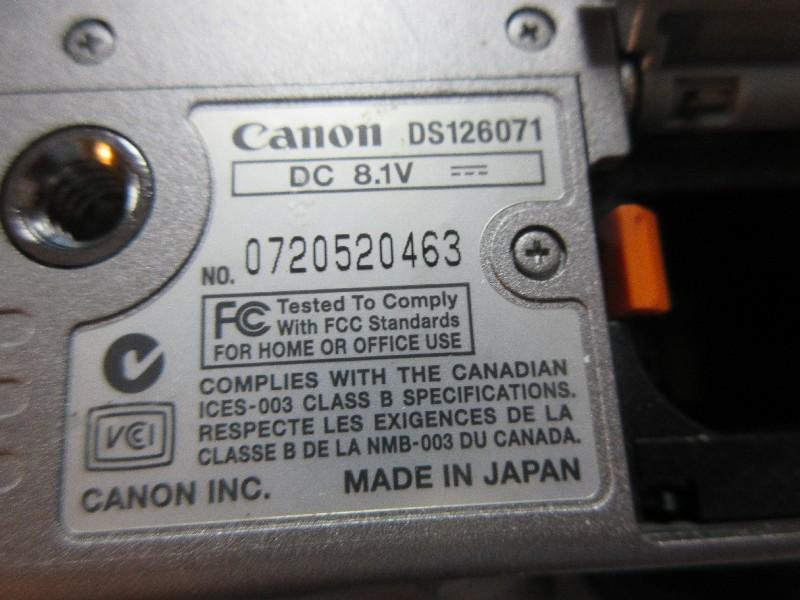 Canon DS126071
DC 8.1V
NO. 0720520463
FC Tested To Comply
With FCC Standards
FOR HOME OR OFFICE USE
COMPLIES WITH THE CANADIAN
ICES-003 CLASS B SPECIFICATIONS.
RESPECTE LES EXIGENCES DE LA
CLASSE B DE LA NMB-003 DU CANADA.
VCI
CANON INC. MADE IN JAPAN